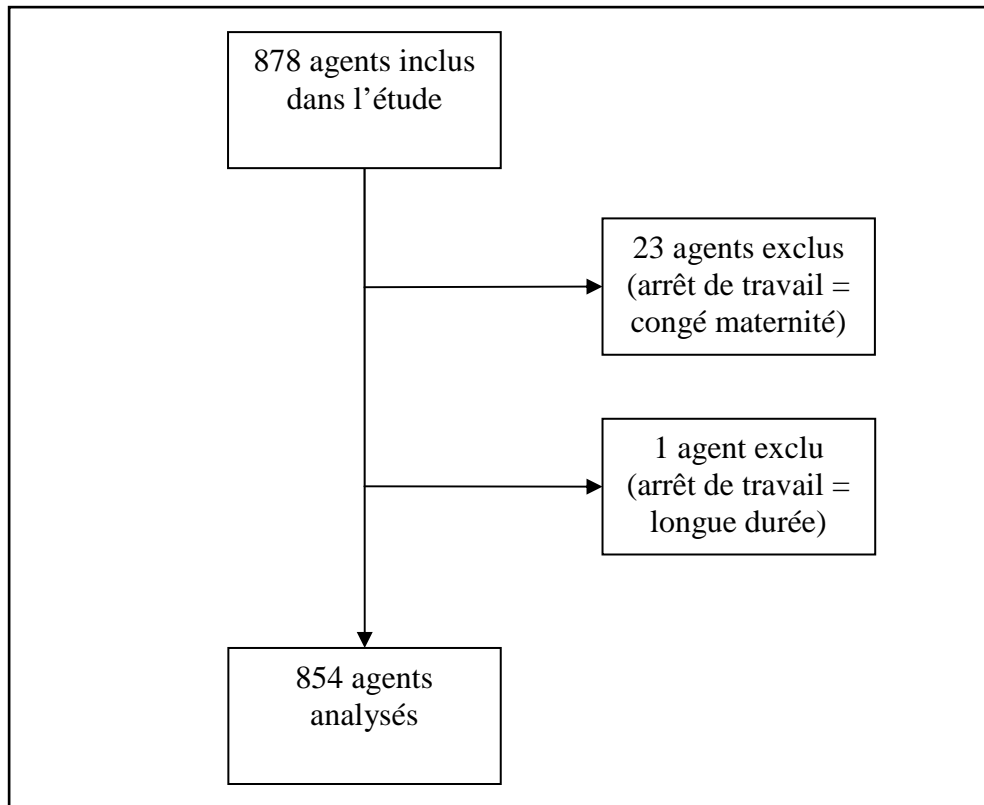 878 agents inclus
dans l’étude
23 agents exclus
(arrêt de travail =
congé maternité)
1 agent exclu
(arrêt de travail =
longue durée)
854 agents
analysés